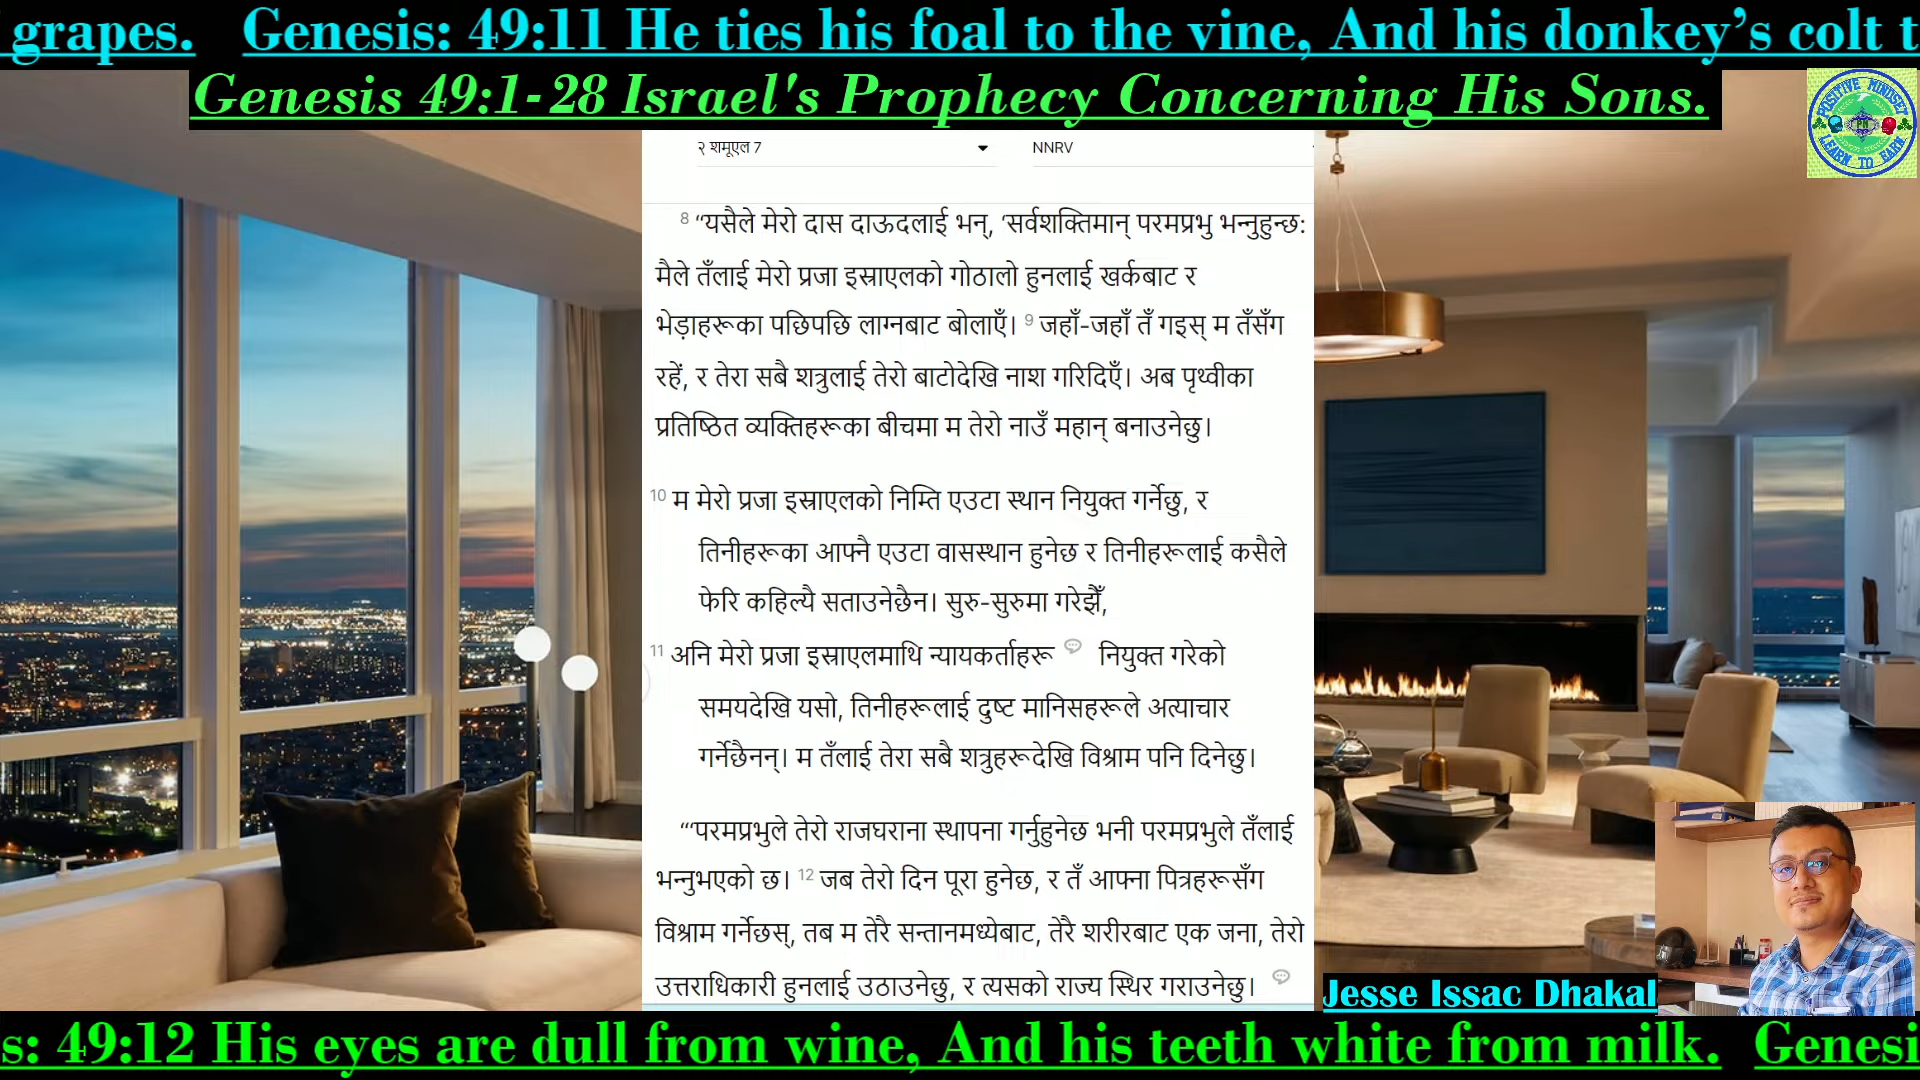 grapes. Genesis: 49:11 He ties his foal to the vine, And his donkey’s colt t
Genesis 49:1-28 Israel's Prophecy Concerning His Sons.
POSITIVE MINDSET
LEARN TO EARN
२ शमूएल 7
NNRV
8 “यसैले मेरो दास दाऊदलाई भन्, ‘सर्वशक्तिमान् परमप्रभु भन्नुहुन्छ:
मैले तँलाई मेरो प्रजा इस्राएलको गोठालो हुनलाई खर्कबाट र
भेड़ाहरूका पछिपछि लाग्नबाट बोलाएँ। 9 जहाँ-जहाँ तँ गइस् म तँसँग
रहें, र तेरा सबै शत्रुलाई तेरो बाटोदेखि नाश गरिदिएँ। अब पृथ्वीका
प्रतिष्ठित व्यक्तिहरूका बीचमा म तेरो नाउँ महान् बनाउनेछु।
10 म मेरो प्रजा इस्राएलको निम्ति एउटा स्थान नियुक्त गर्नेछु, र
तिनीहरूका आफ्नै एउटा वासस्थान हुनेछ र तिनीहरूलाई कसैले
फेरि कहिल्यै सताउनेछैन। सुरु-सुरुमा गरेझैँ,
11 अनि मेरो प्रजा इस्राएलमाथि न्यायकर्ताहरू नियुक्त गरेको
समयदेखि यसो, तिनीहरूलाई दुष्ट मानिसहरूले अत्याचार
गर्नेछैनन्। म तँलाई तेरा सबै शत्रुहरूदेखि विश्राम पनि दिनेछु।
“‘परमप्रभुले तेरो राजघराना स्थापना गर्नुहुनेछ भनी परमप्रभुले तँलाई
भन्नुभएको छ। 12 जब तेरो दिन पूरा हुनेछ, र तँ आफ्ना पित्रहरूसँग
विश्राम गर्नेछस्, तब म तेरै सन्तानमध्येबाट, तेरै शरीरबाट एक जना, तेरो
उत्तराधिकारी हुनलाई उठाउनेछु, र त्यसको राज्य स्थिर गराउनेछु।
Jesse Issac Dhakal
s: 49:12 His eyes are dull from wine, And his teeth white from milk. Genesi